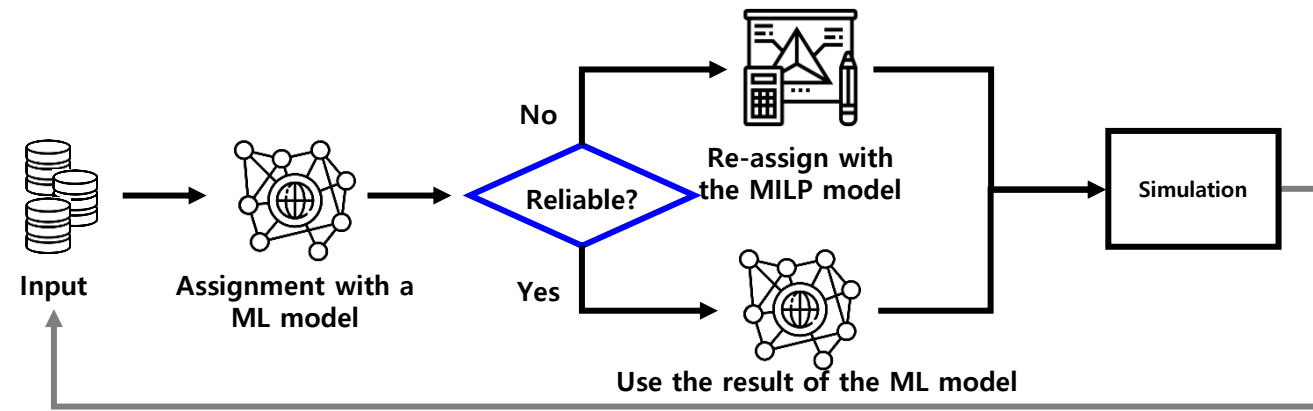 No
Re-assign with
the MILP model
Reliable?
Simulation
Input
Assignment with a
ML model
Yes
Use the result of the ML model